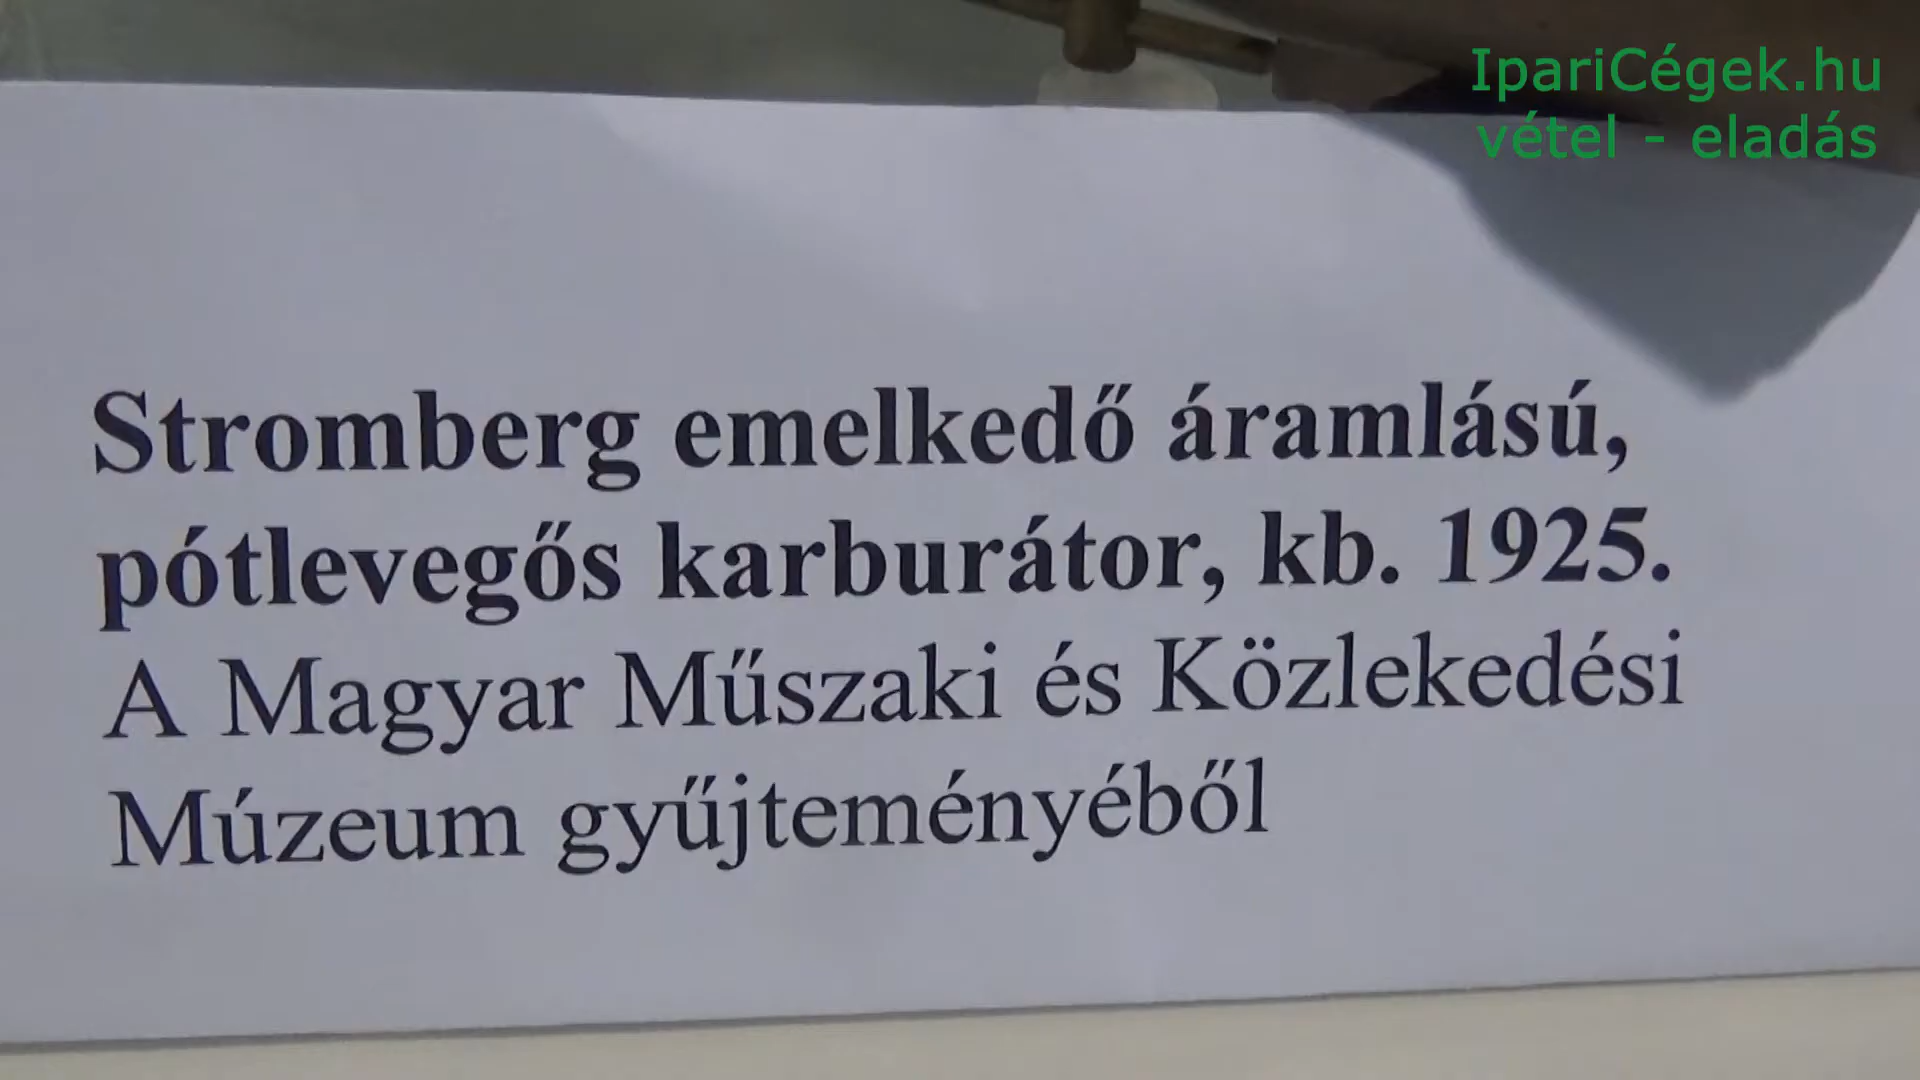 IpariCégek.hu
vétel - eladás
Stromberg emelkedő áramlású,
pótlevegős karburátor, kb. 1925.
A Magyar Műszaki és Közlekedési
Múzeum gyűjteményéből